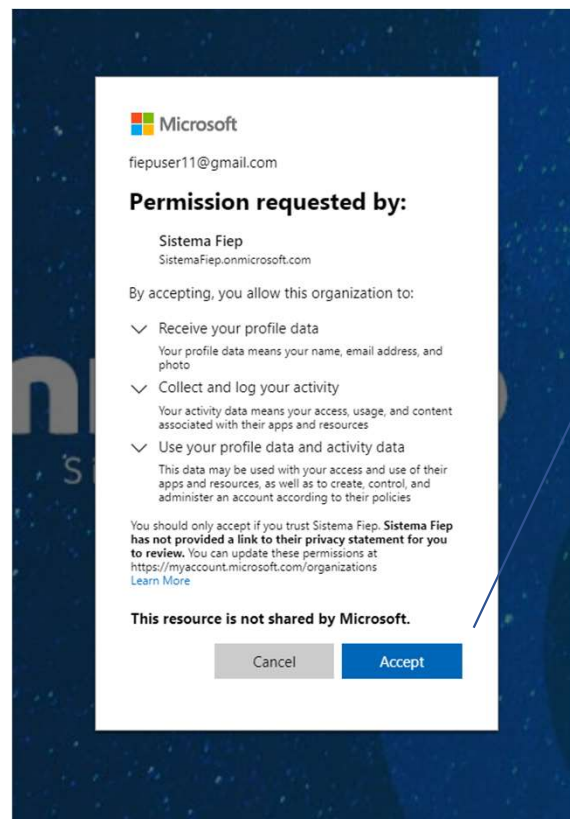 Microsoft
fiepuser11@gmail.com
Permission requested by:
Sistema Fiep
SistemaFiep.onmicrosoft.com
By accepting, you allow this organization to:
Receive your profile data
Your profile data means your name, email address, and
photo
Collect and log your activity
Your activity data means your access, usage, and content
associated with their apps and resources
Use your profile data and activity data
This data may be used with your access and use of their
apps and resources, as well as to create, control, and
administer an account according to their policies
You should only accept if you trust Sistema Fiep. Sistema Fiep
has not provided a link to their privacy statement for you
to review. You can update these permissions at
https://myaccount.microsoft.com/organizations
Learn More
This resource is not shared by Microsoft.
Cancel
Accept